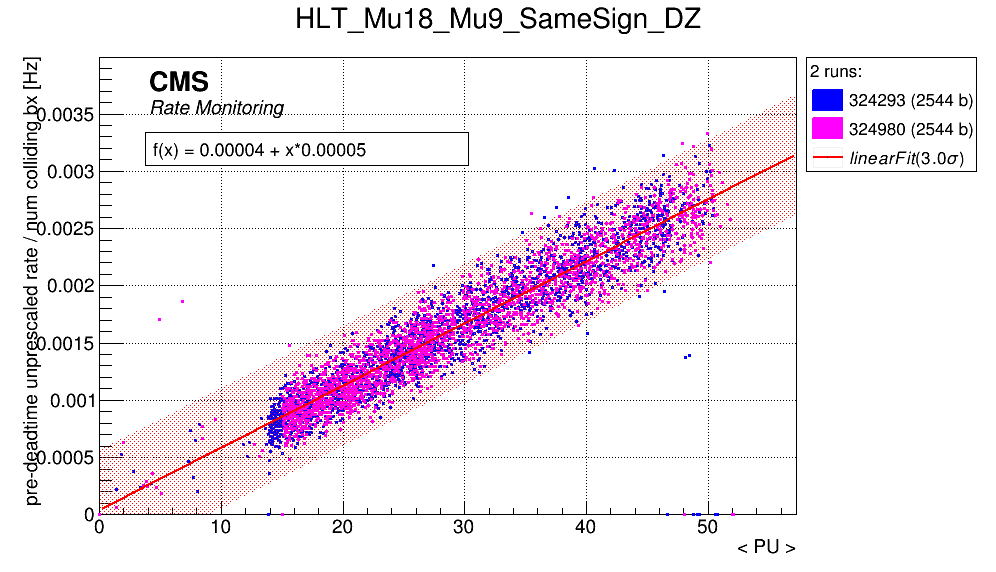 HLT_Mu18_Mu9_SameSign_DZ
pre-deadtime unprescaled rate / num colliding bx [Hz]
CMS
Rate Monitoring
f(x) = 0.00004 + x*0.00005
2 runs:
324293 (2544 b)
324980 (2544 b)
linearFit(3.0σ)
0.0035
0.003
0.0025
0.002
0.0015
0.001
0.0005
0
0 10 20 30 40 50
< PU >